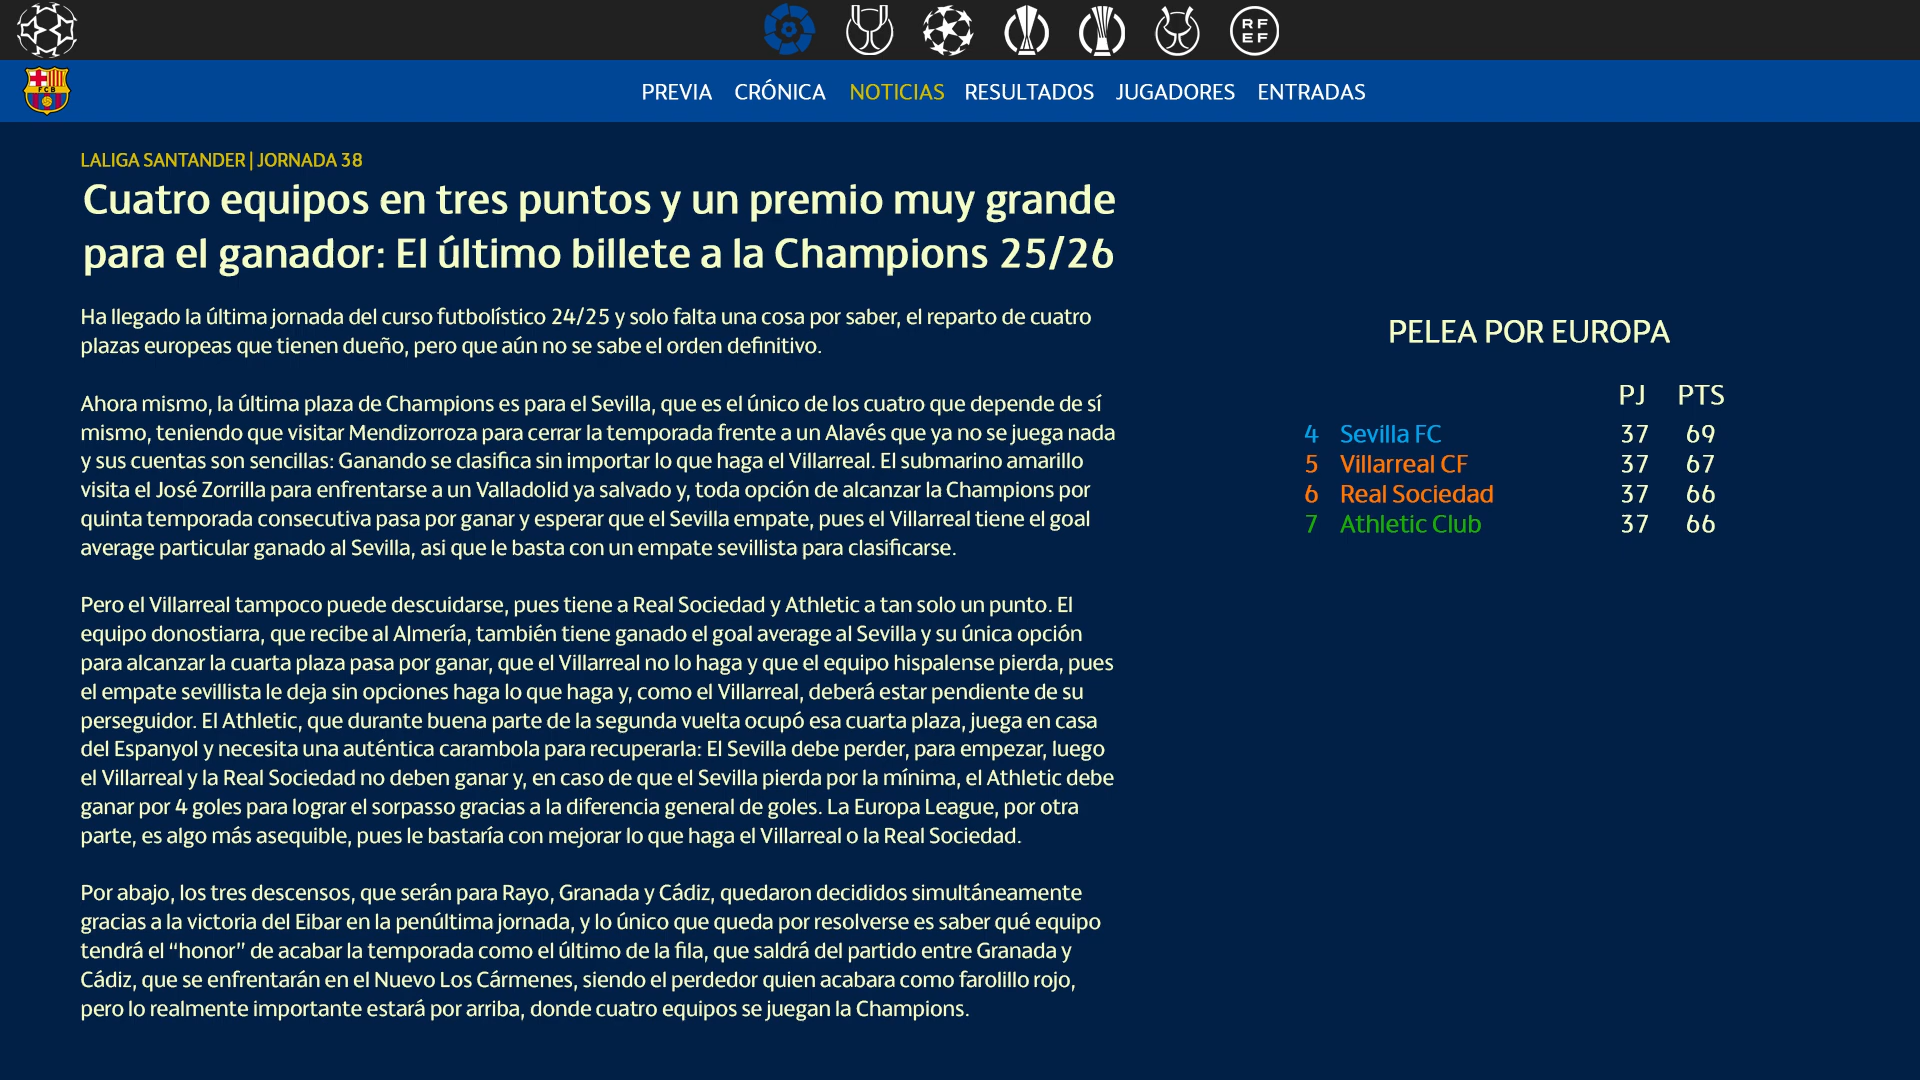 RF
EF
FCB
PREVIA CRÓNICA NOTICIAS RESULTADOS JUGADORES ENTRADAS
LALIGA SANTANDER | JORNADA 38
Cuatro equipos en tres puntos y un premio muy grande
para el ganador: El último billete a la Champions 25/26
Ha llegado la última jornada del curso futbolístico 24/25 y solo falta una cosa por saber, el reparto de cuatro
plazas europeas que tienen dueño, pero que aún no se sabe el orden definitivo.
Ahora mismo, la última plaza de Champions es para el Sevilla, que es el único de los cuatro que depende de sí
mismo, teniendo que visitar Mendizorroza para cerrar la temporada frente a un Alavés que ya no se juega nada
y sus cuentas son sencillas: Ganando se clasifica sin importar lo que haga el Villarreal. El submarino amarillo
visita el José Zorrilla para enfrentarse a un Valladolid ya salvado y, toda opción de alcanzar la Champions por
quinta temporada consecutiva pasa por ganar y esperar que el Sevilla empate, pues el Villarreal tiene el goal
average particular ganado al Sevilla, asi que le basta con un empate sevillista para clasificarse.
Pero el Villarreal tampoco puede descuidarse, pues tiene a Real Sociedad y Athletic a tan solo un punto. El
equipo donostiarra, que recibe al Almería, también tiene ganado el goal average al Sevilla y su única opción
para alcanzar la cuarta plaza pasa por ganar, que el Villarreal no lo haga y que el equipo hispalense pierda, pues
el empate sevillista le deja sin opciones haga lo que haga y, como el Villarreal, deberá estar pendiente de su
perseguidor. El Athletic, que durante buena parte de la segunda vuelta ocupó esa cuarta plaza, juega en casa
del Espanyol y necesita una auténtica carambola para recuperarla: El Sevilla debe perder, para empezar, luego
el Villarreal y la Real Sociedad no deben ganar y, en caso de que el Sevilla pierda por la mínima, el Athletic debe
ganar por 4 goles para lograr el sorpasso gracias a la diferencia general de goles. La Europa League, por otra
parte, es algo más asequible, pues le bastaría con mejorar lo que haga el Villarreal o la Real Sociedad.
Por abajo, los tres descensos, que serán para Rayo, Granada y Cádiz, quedaron decididos simultáneamente
gracias a la victoria del Eibar en la penúltima jornada, y lo único que queda por resolverse es saber qué equipo
tendrá el “honor” de acabar la temporada como el último de la fila, que saldrá del partido entre Granada y
Cádiz, que se enfrentarán en el Nuevo Los Cármenes, siendo el perdedor quien acabara como farolillo rojo,
pero lo realmente importante estará por arriba, donde cuatro equipos se juegan la Champions.
PELEA POR EUROPA
PJ PTS
4 Sevilla FC 37 69
5 Villarreal CF 37 67
6 Real Sociedad 37 66
7 Athletic Club 37 66